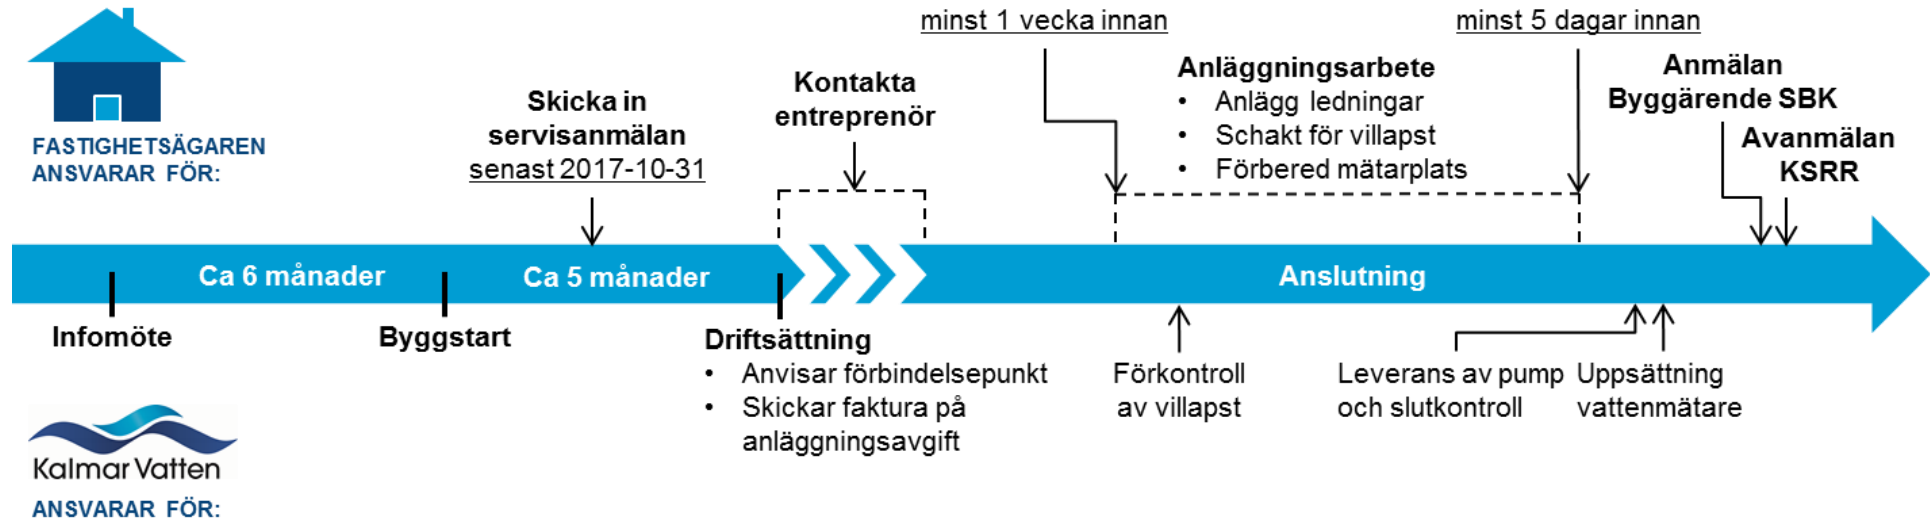 minst 1 vecka innan
minst 5 dagar innan
FASTIGHETSÄGAREN
ANSVARAR FÖR:
Skicka in
servisanmälan
senast 2017-10-31
Kontakta
entreprenör
Anläggningsarbete
• Anlägg ledningar
• Schakt för villapst
• Förbered mätarplats
Anmälan
Byggärende SBK
Avanmälan
KSRR
Ca 6 månader
Ca 5 månader
Anslutning
Infomöte
Byggstart
Driftsättning
• Anvisar förbindelsepunkt
• Skickar faktura på
anläggningsavgift
Förkontroll
av villapst
Leverans av pump
och slutkontroll
Uppsättning
vattenmätare
Kalmar Vatten
ANSVARAR FÖR: